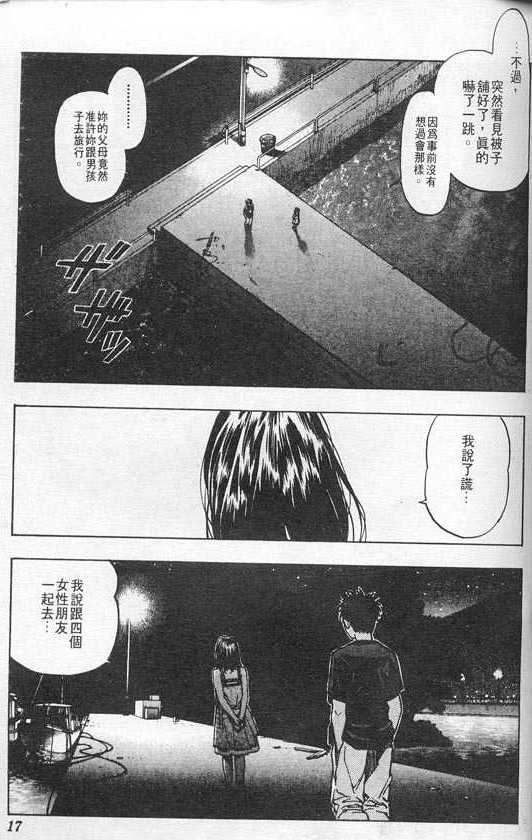 …不過，
突然看見被子
舖好了，真的
嚇了一跳。
因為事前沒有
想過會那樣。
…………
妳的父母竟然
准許妳跟男孩
子去旅行。
ザザ
ザザッ
我說了謊…
我說跟四個
女性朋友
一起去…
17